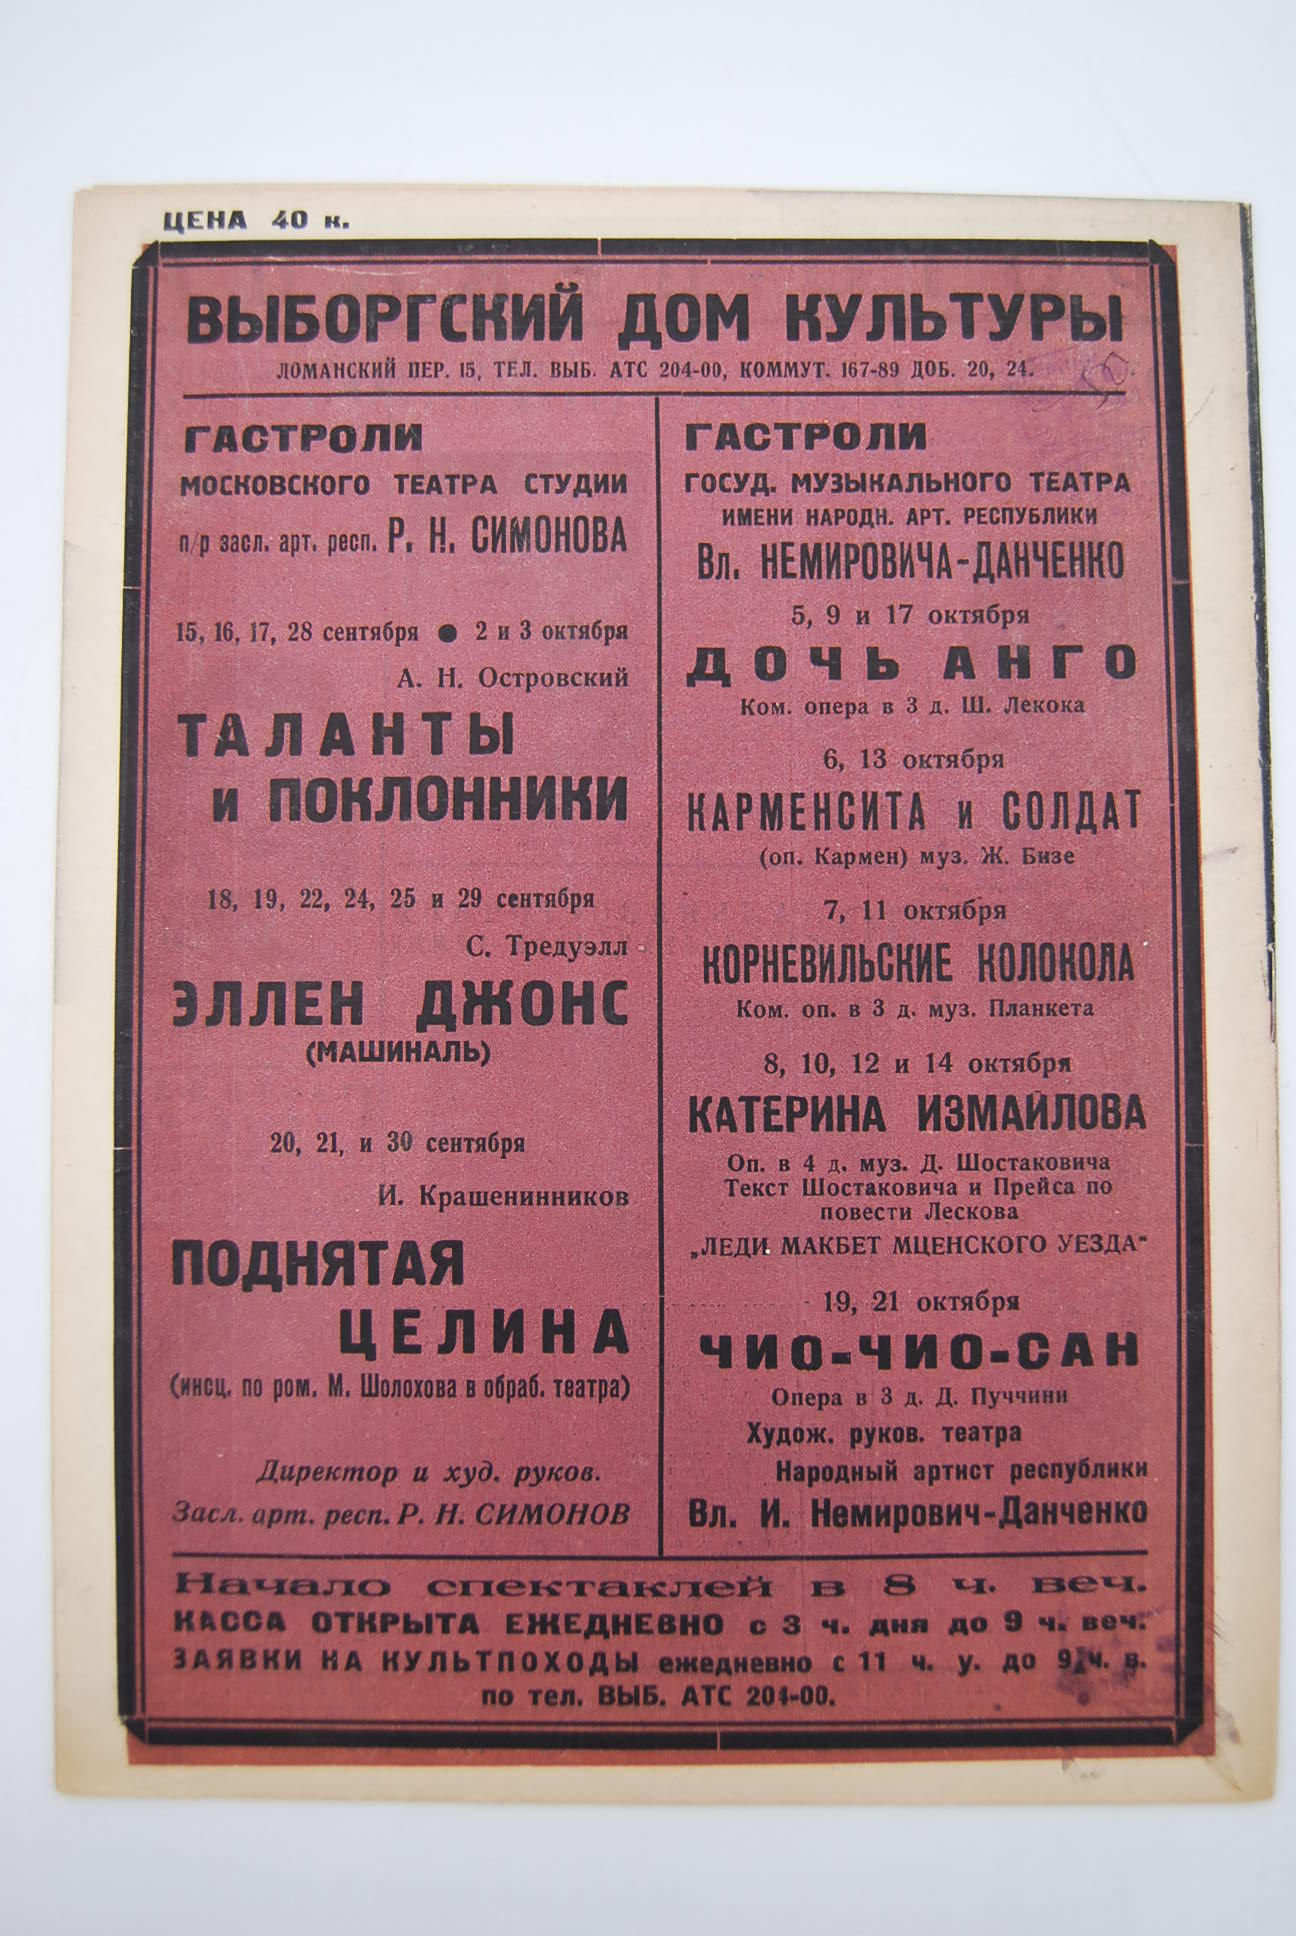 ЦЕНА 40 к.
ВЫБОРГСКИЙ ДОМ КУЛЬТУРЫ
ЛОМАНСКИЙ ПЕР. 15, ТЕЛ. ВЫБ. АТС 204-00, КОММУТ. 167-89 ДОБ. 20, 24.
ГАСТРОЛИ
МОСКОВСКОГО ТЕАТРА СТУДИИ
п/р засл. арт. респ. Р. Н. СИМОНОВА
15, 16, 17, 28 сентября ● 2 и 3 октября
А. Н. Островский
ТАЛАНТЫ
и ПОКЛОННИКИ
18, 19, 22, 24, 25 и 29 сентября
С. Тредуэлл
ЭЛЛЕН ДЖОНС
(МАШИНАЛЬ)
20, 21, и 30 сентября
И. Крашенинников
ПОДНЯТАЯ
ЦЕЛИНА
(инсц. по ром. М. Шолохова в обраб. театра)
Директор и худ. руков.
Засл. арт. респ. Р. Н. СИМОНОВ
ГАСТРОЛИ
ГОСУД. МУЗЫКАЛЬНОГО ТЕАТРА
ИМЕНИ НАРОДН. АРТ. РЕСПУБЛИКИ
Вл. НЕМИРОВИЧА-ДАНЧЕНКО
5, 9 и 17 октября
ДОЧЬ АНГО
Ком. опера в 3 д. Ш. Лекока
6, 13 октября
КАРМЕНСИТА и СОЛДАТ
(оп. Кармен) муз. Ж. Бизе
7, 11 октября
КОРНЕВИЛЬСКИЕ КОЛОКОЛА
Ком. оп. в 3 д. муз. Планкета
8, 10, 12 и 14 октября
КАТЕРИНА ИЗМАЙЛОВА
Оп. в 4 д. муз. Д. Шостаковича
Текст Шостаковича и Прейса по
повести Лескова
„ЛЕДИ МАКБЕТ МЦЕНСКОГО УЕЗДА"
19, 21 октября
ЧИО-ЧИО-САН
Опера в 3 д. Д. Пуччини
Худож. руков. театра
Народный артист республики
Вл. И. Немирович-Данченко
Начало спектаклей в 8 ч. веч.
КАССА ОТКРЫТА ЕЖЕДНЕВНО с 3 ч. дня до 9 ч. веч.
ЗАЯВКИ НА КУЛЬТПОХОДЫ ежедневно с 11 ч. у. до 9 ч. в.
по тел. ВЫБ. АТС 204-00.